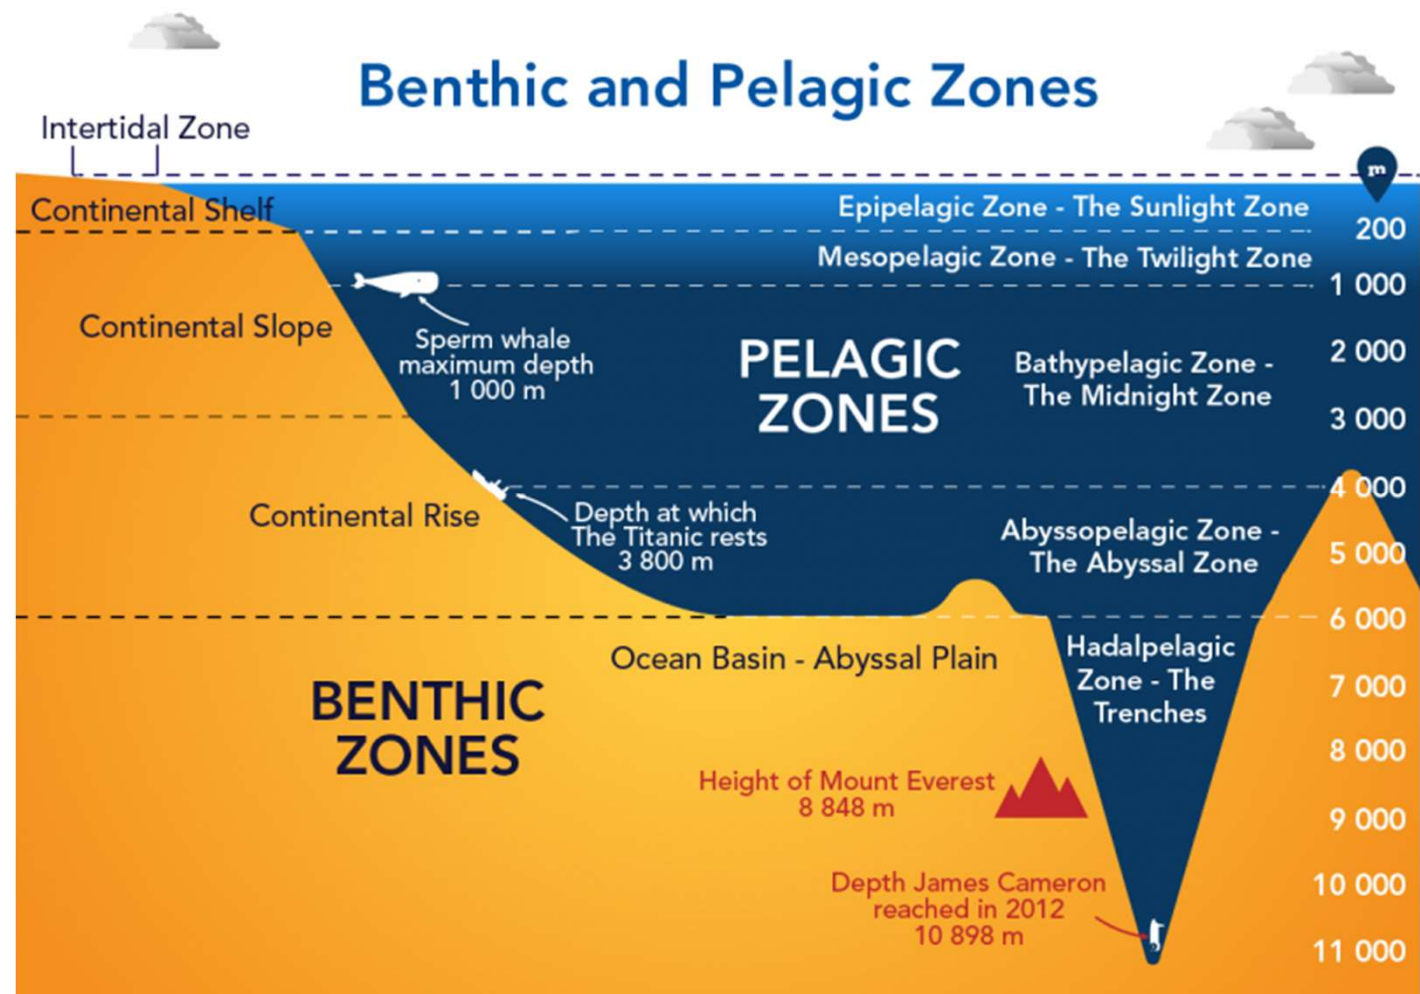 Benthic and Pelagic Zones
Intertidal Zone
m
Continental Shelf
Epipelagic Zone - The Sunlight Zone
200
Mesopelagic Zone - The Twilight Zone
1 000
Continental Slope
Sperm whale
maximum depth
1 000 m
PELAGIC
ZONES
Bathypelagic Zone -
The Midnight Zone
2 000
3 000
4 000
Continental Rise
Depth at which
The Titanic rests
3 800 m
Abyssopelagic Zone -
The Abyssal Zone
5 000
6 000
Ocean Basin - Abyssal Plain
Hadalpelagic
Zone - The
Trenches
BENTHIC
ZONES
7 000
8 000
Height of Mount Everest
8 848 m
9 000
Depth James Cameron
reached in 2012
10 898 m
10 000
11 000